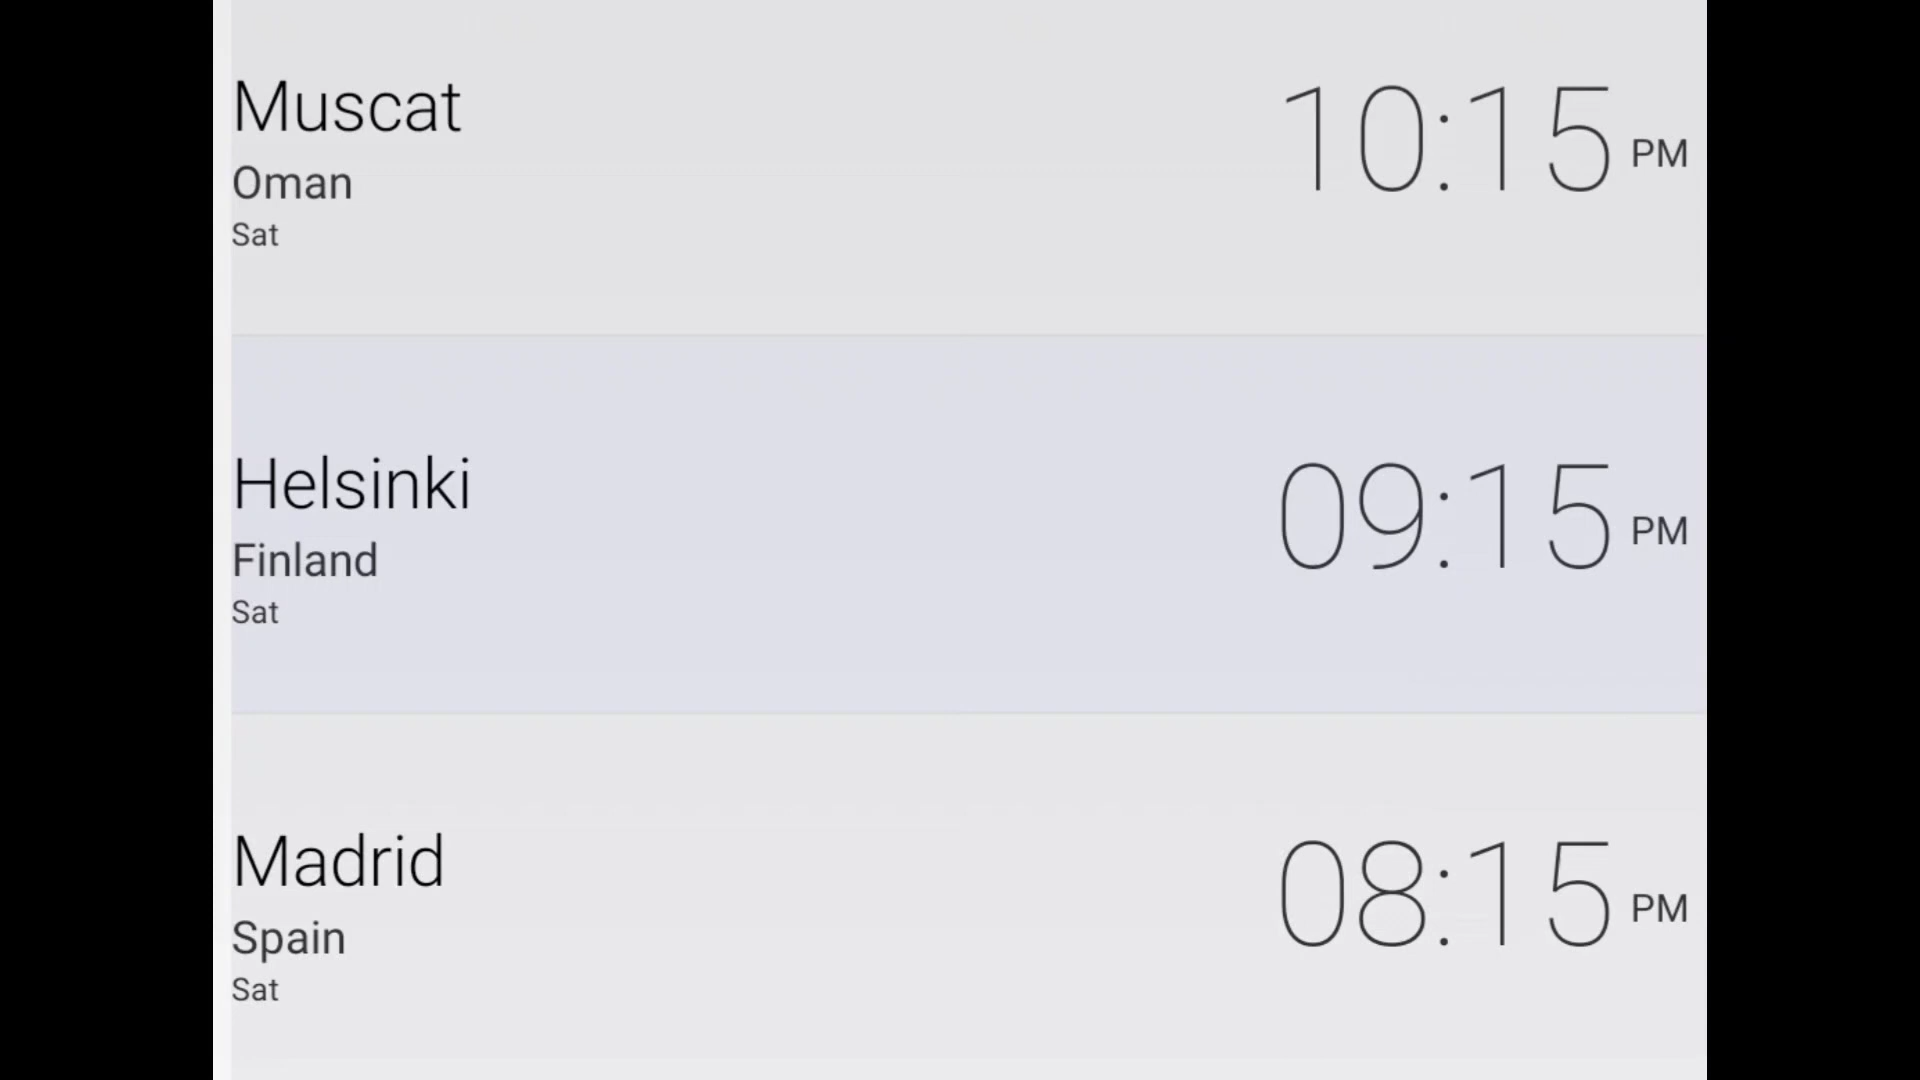 Muscat
10:15 PM
Oman
Sat
Helsinki
09:15 PM
Finland
Sat
Madrid
08:15 PM
Spain
Sat